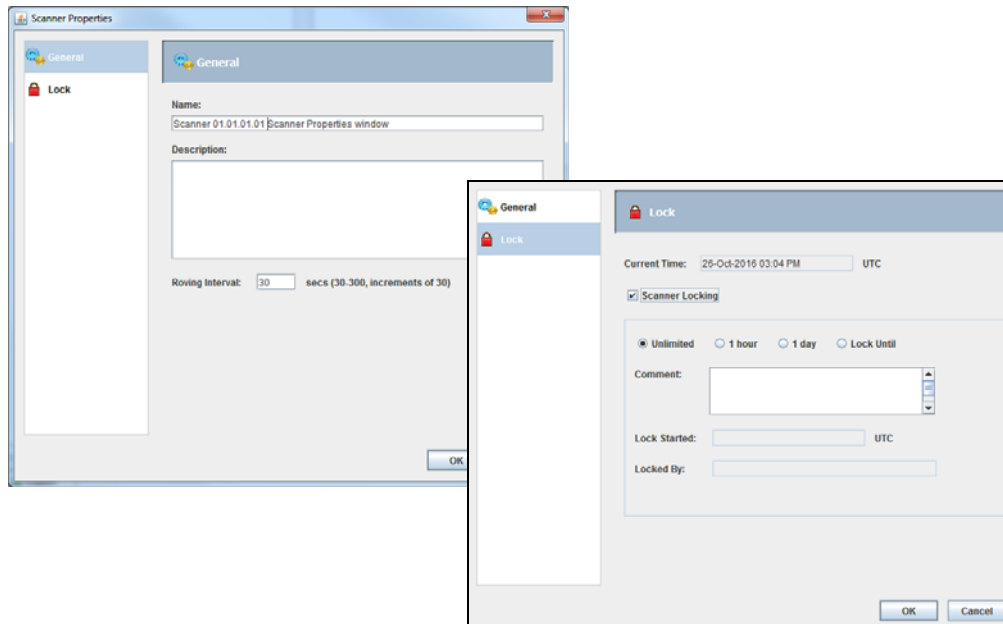 Scanner Properties
General
Lock
General
Name:
Scanner 01.01.01.01 Scanner Properties window
Description:
Roving Interval: 30 secs (30-300, increments of 30)
OK
General
Lock
Lock
Current Time: 26-Oct-2016 03:04 PM UTC
Scanner Locking
Unlimited 1 hour 1 day Lock Until
Comment:
Lock Started: UTC
Locked By:
OK Cancel